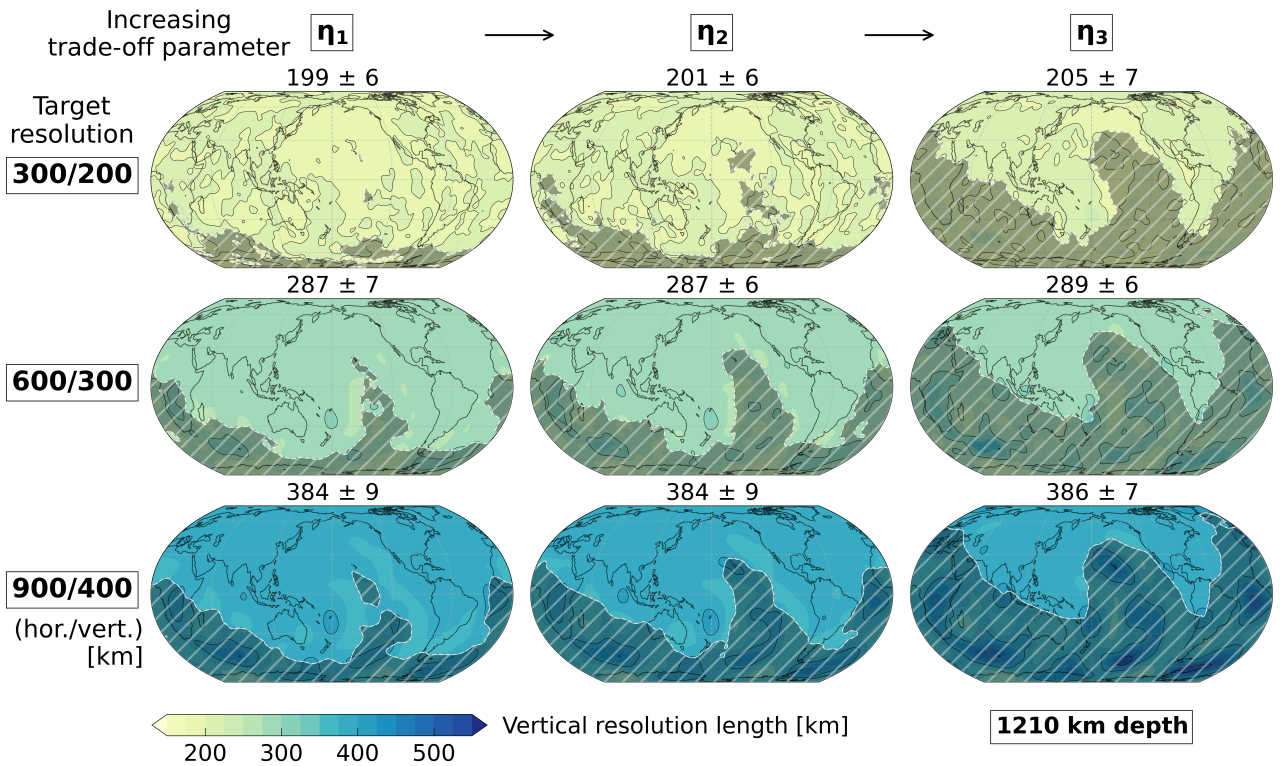 Increasing
trade-off parameter
η1
η2
η3
199 ± 6
201 ± 6
205 ± 7
Target
resolution
300/200
287 ± 7
287 ± 6
289 ± 6
600/300
384 ± 9
384 ± 9
386 ± 7
900/400
(hor./vert.)
[km]
200
300
400
500
Vertical resolution length [km]
1210 km depth